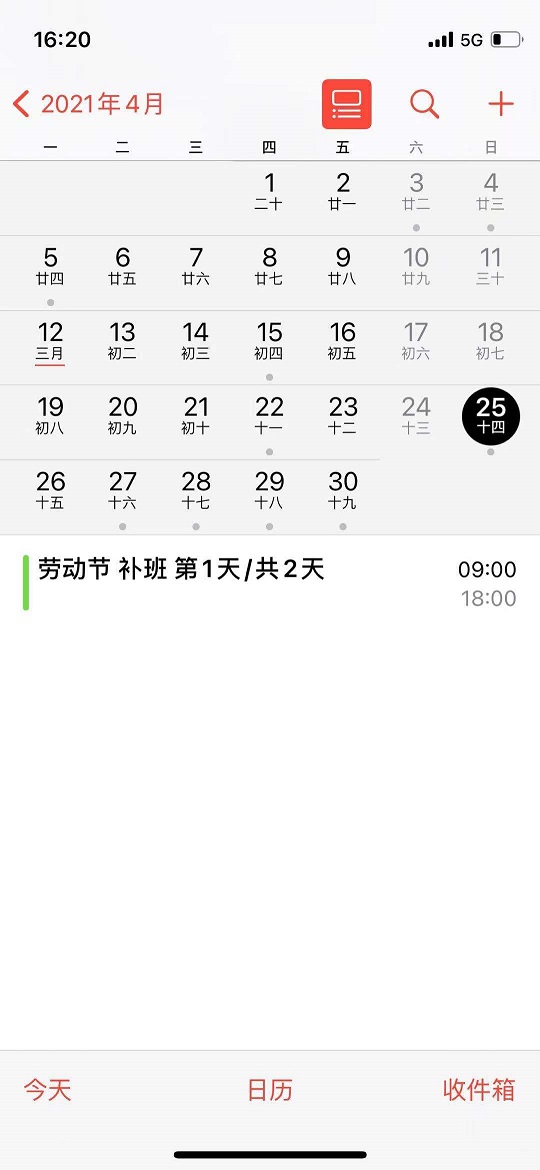 16:20 5G
2021年4月
一 二 三 四 五 六 日
1 2 3 4
二十 廿一 廿二 廿三
5 6 7 8 9 10 11
廿四 廿五 廿六 廿七 廿八 廿九 三十
12 13 14 15 16 17 18
三月 初二 初三 初四 初五 初六 初七
19 20 21 22 23 24 25
初八 初九 初十 十一 十二 十三 十四
26 27 28 29 30
十五 十六 十七 十八 十九
劳动节 补班 第1天/共2天 09:00
18:00
今天 日历 收件箱